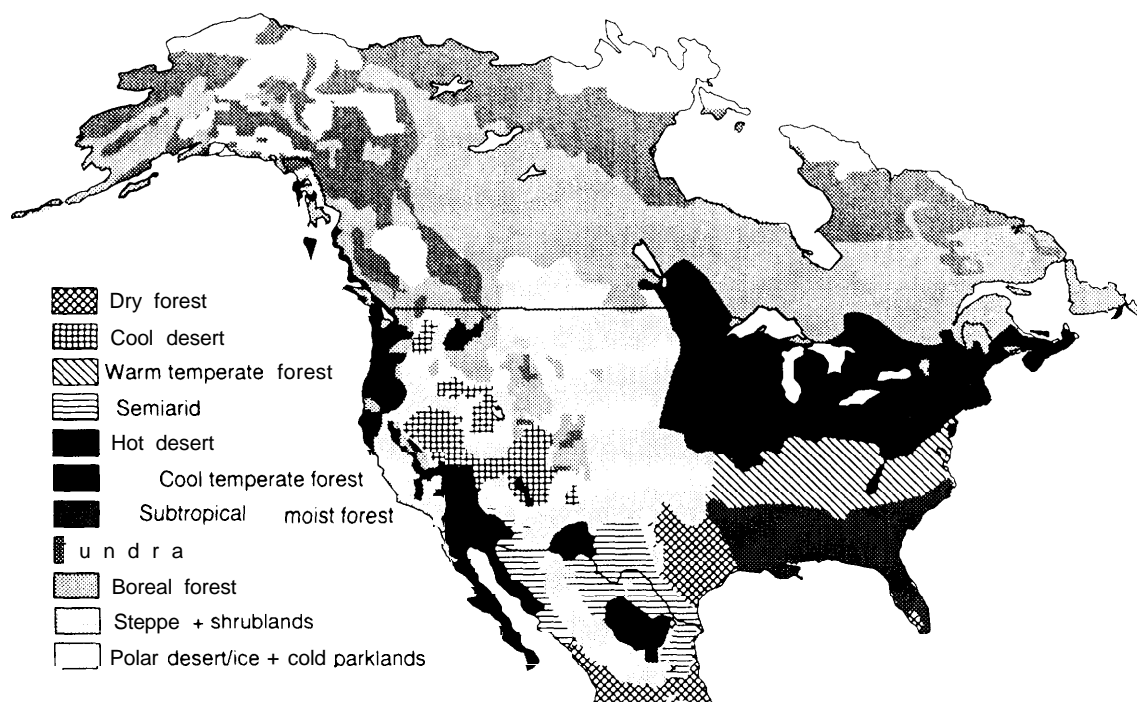 Dry forest
Cool desert
Warm temperate forest
Semiarid
Hot desert
Cool temperate forest
Subtropical moist forest
undra
Boreal forest
Steppe + shrublands
Polar desert/ice + cold parklands